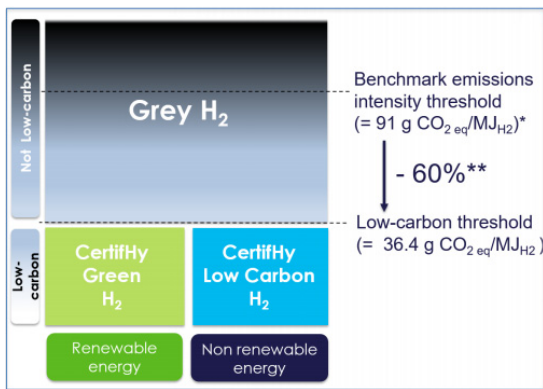 Not Low-carbon
Grey H2
Benchmark emissions
intensity threshold
(= 91 g CO2 eq/MJH2)*
- 60%**
Low-carbon threshold
(= 36.4 g CO2 eq/MJH2)
Low-
carbon
CertifHy
Green
H2
CertifHy
Low Carbon
H2
Renewable
energy
Non renewable
energy